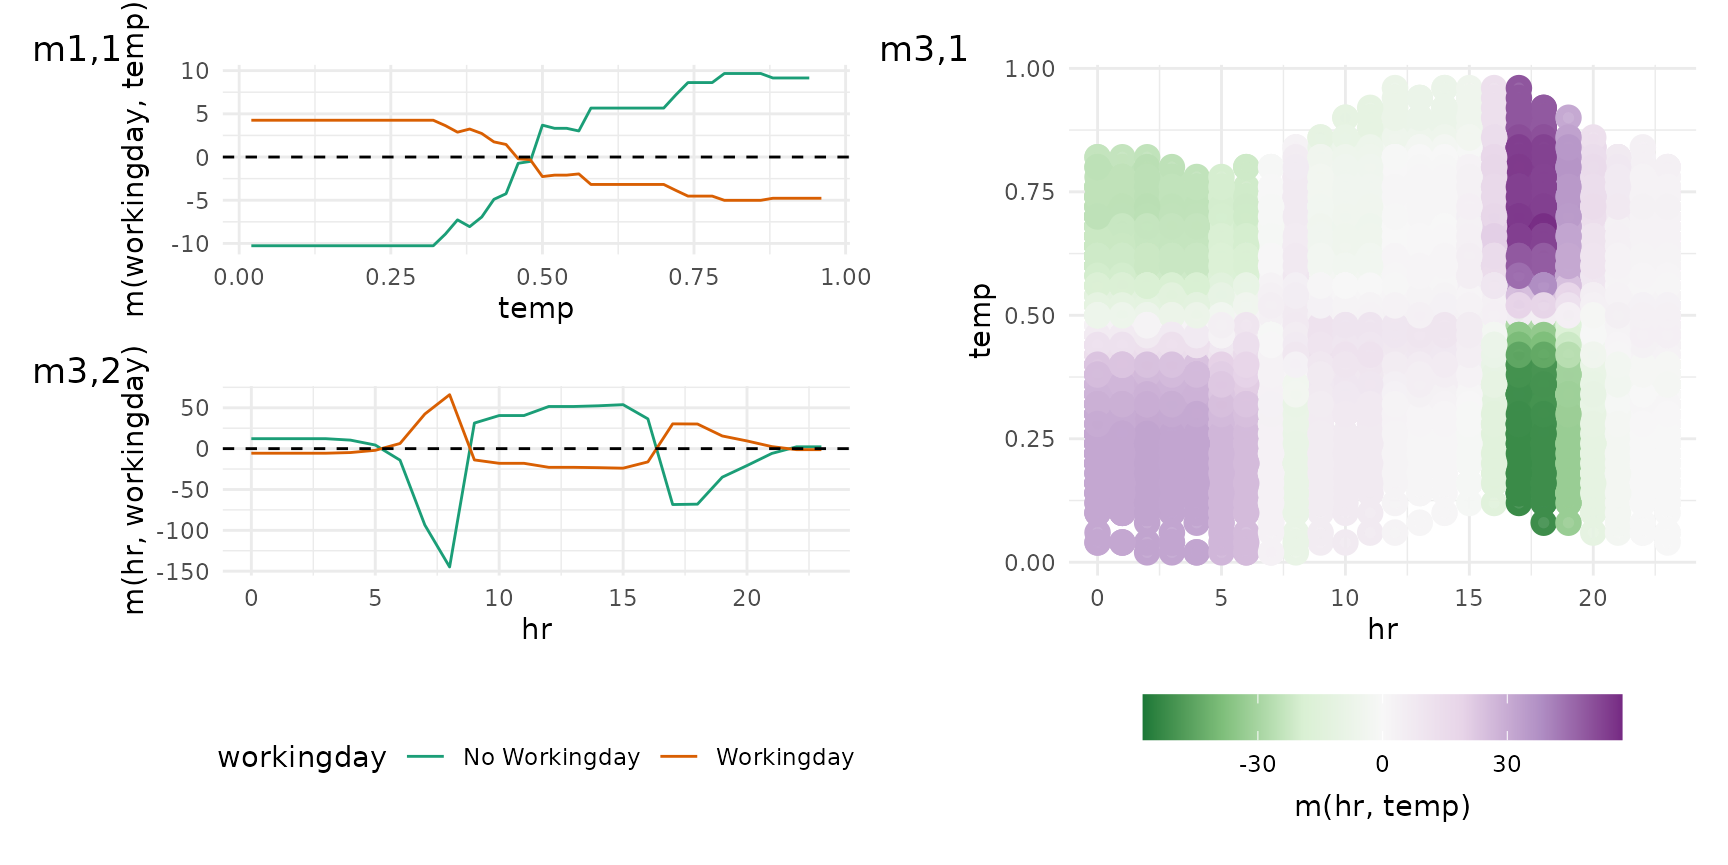 m1,1
m(workingday, temp)
10
5
0
-5
-10
0.00 0.25 0.50 0.75 1.00
temp
m3,2
m(hr, workingday)
50
0
-50
-100
-150
0 5 10 15 20
hr
workingday No Workingday Workingday
m3,1
temp
1.00
0.75
0.50
0.25
0.00
0 5 10 15 20
hr
-30 0 30
m(hr, temp)